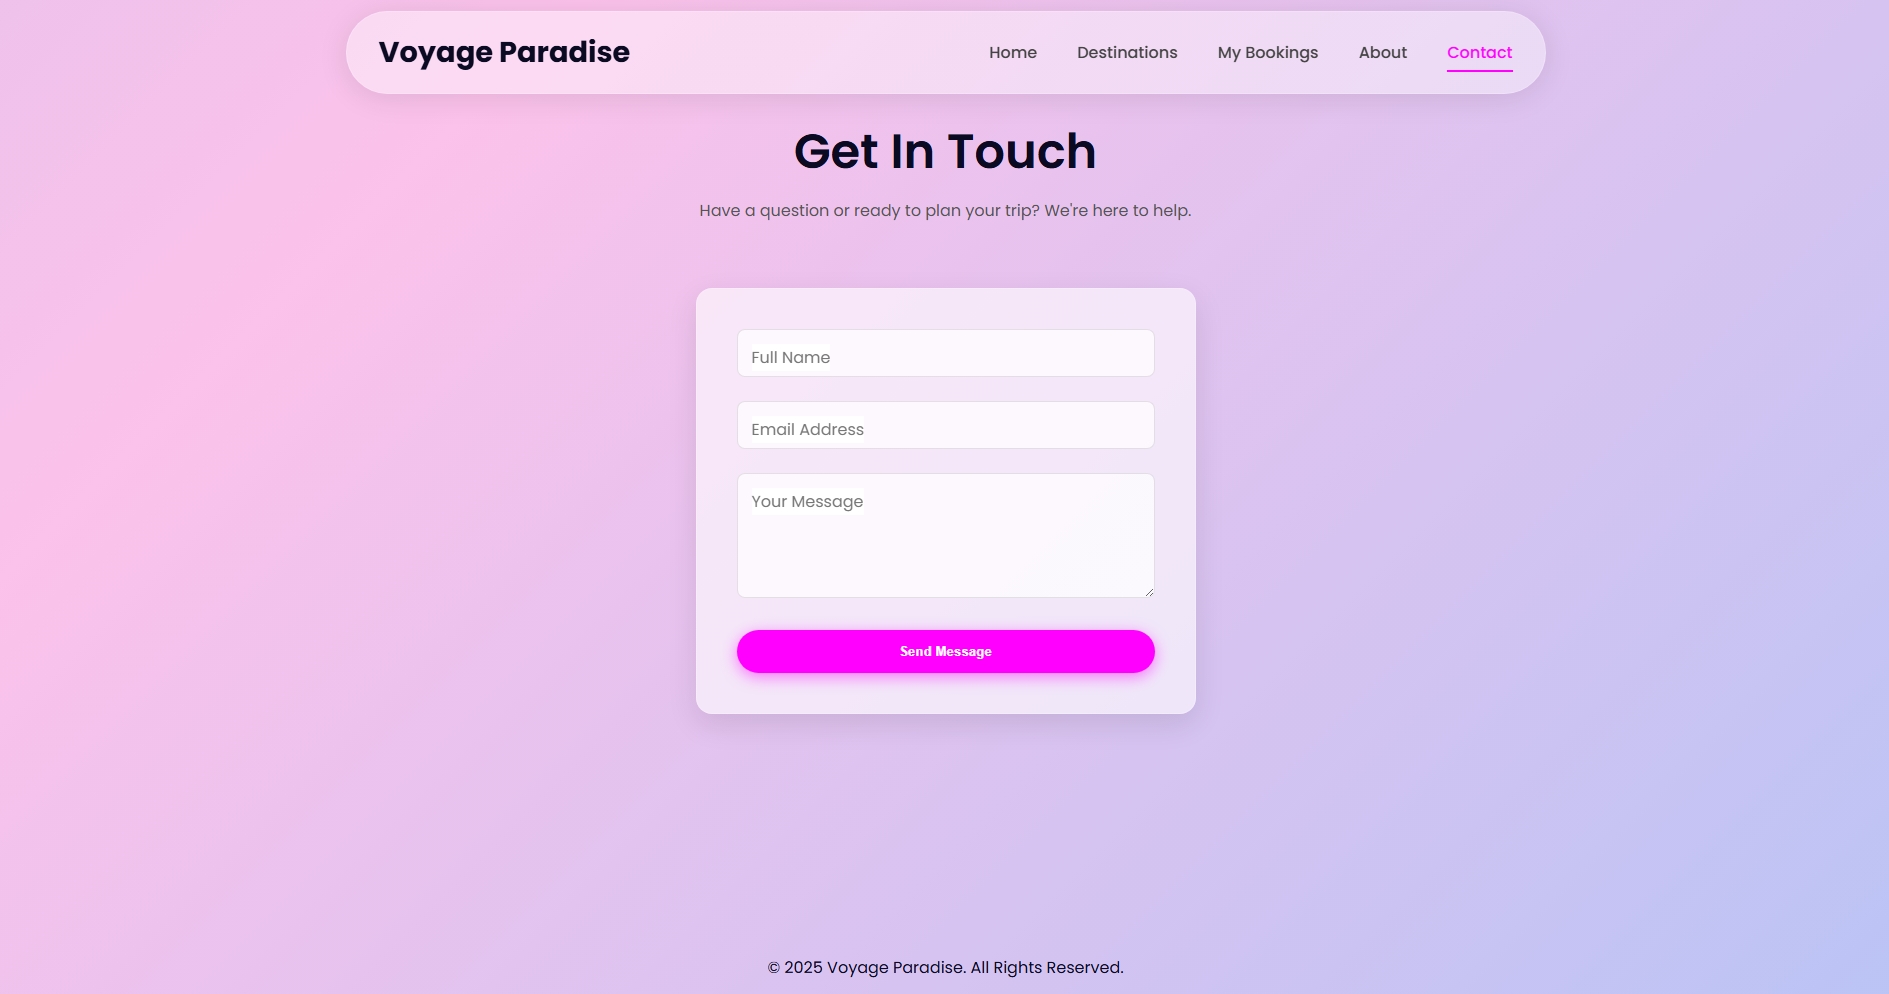 Voyage Paradise
Home
Destinations
My Bookings
About
Contact
Get In Touch
Have a question or ready to plan your trip? We're here to help.
Full Name
Email Address
Your Message
Send Message
© 2025 Voyage Paradise. All Rights Reserved.